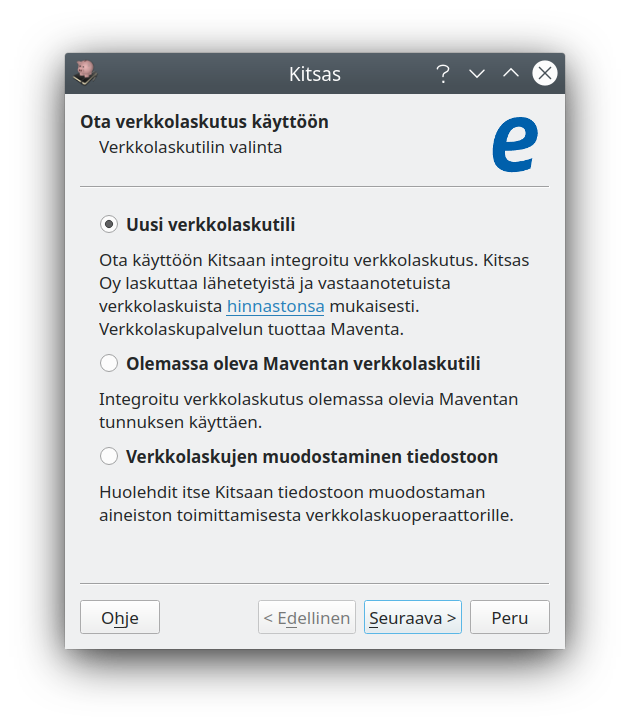 Kitsas
Ota verkkolaskutus käyttöön
Verkkolaskutilin valinta
e
Uusi verkkolaskutili
Ota käyttöön Kitsaan integroitu verkkolaskutus. Kitsas
Oy laskuttaa lähetetyistä ja vastaanotetuista
verkkolaskuista hinnastonsa mukaisesti.
Verkkolaskupalvelun tuottaa Maventa.
Olemassa oleva Maventan verkkolaskutili
Integroitu verkkolaskutus olemassa olevia Maventan
tunnuksen käyttäen.
Verkkolaskujen muodostaminen tiedostoon
Huolehdit itse Kitsaan tiedostoon muodostaman
aineiston toimittamisesta verkkolaskuoperaattorille.
Ohje
< Edellinen
Seuraava >
Peru